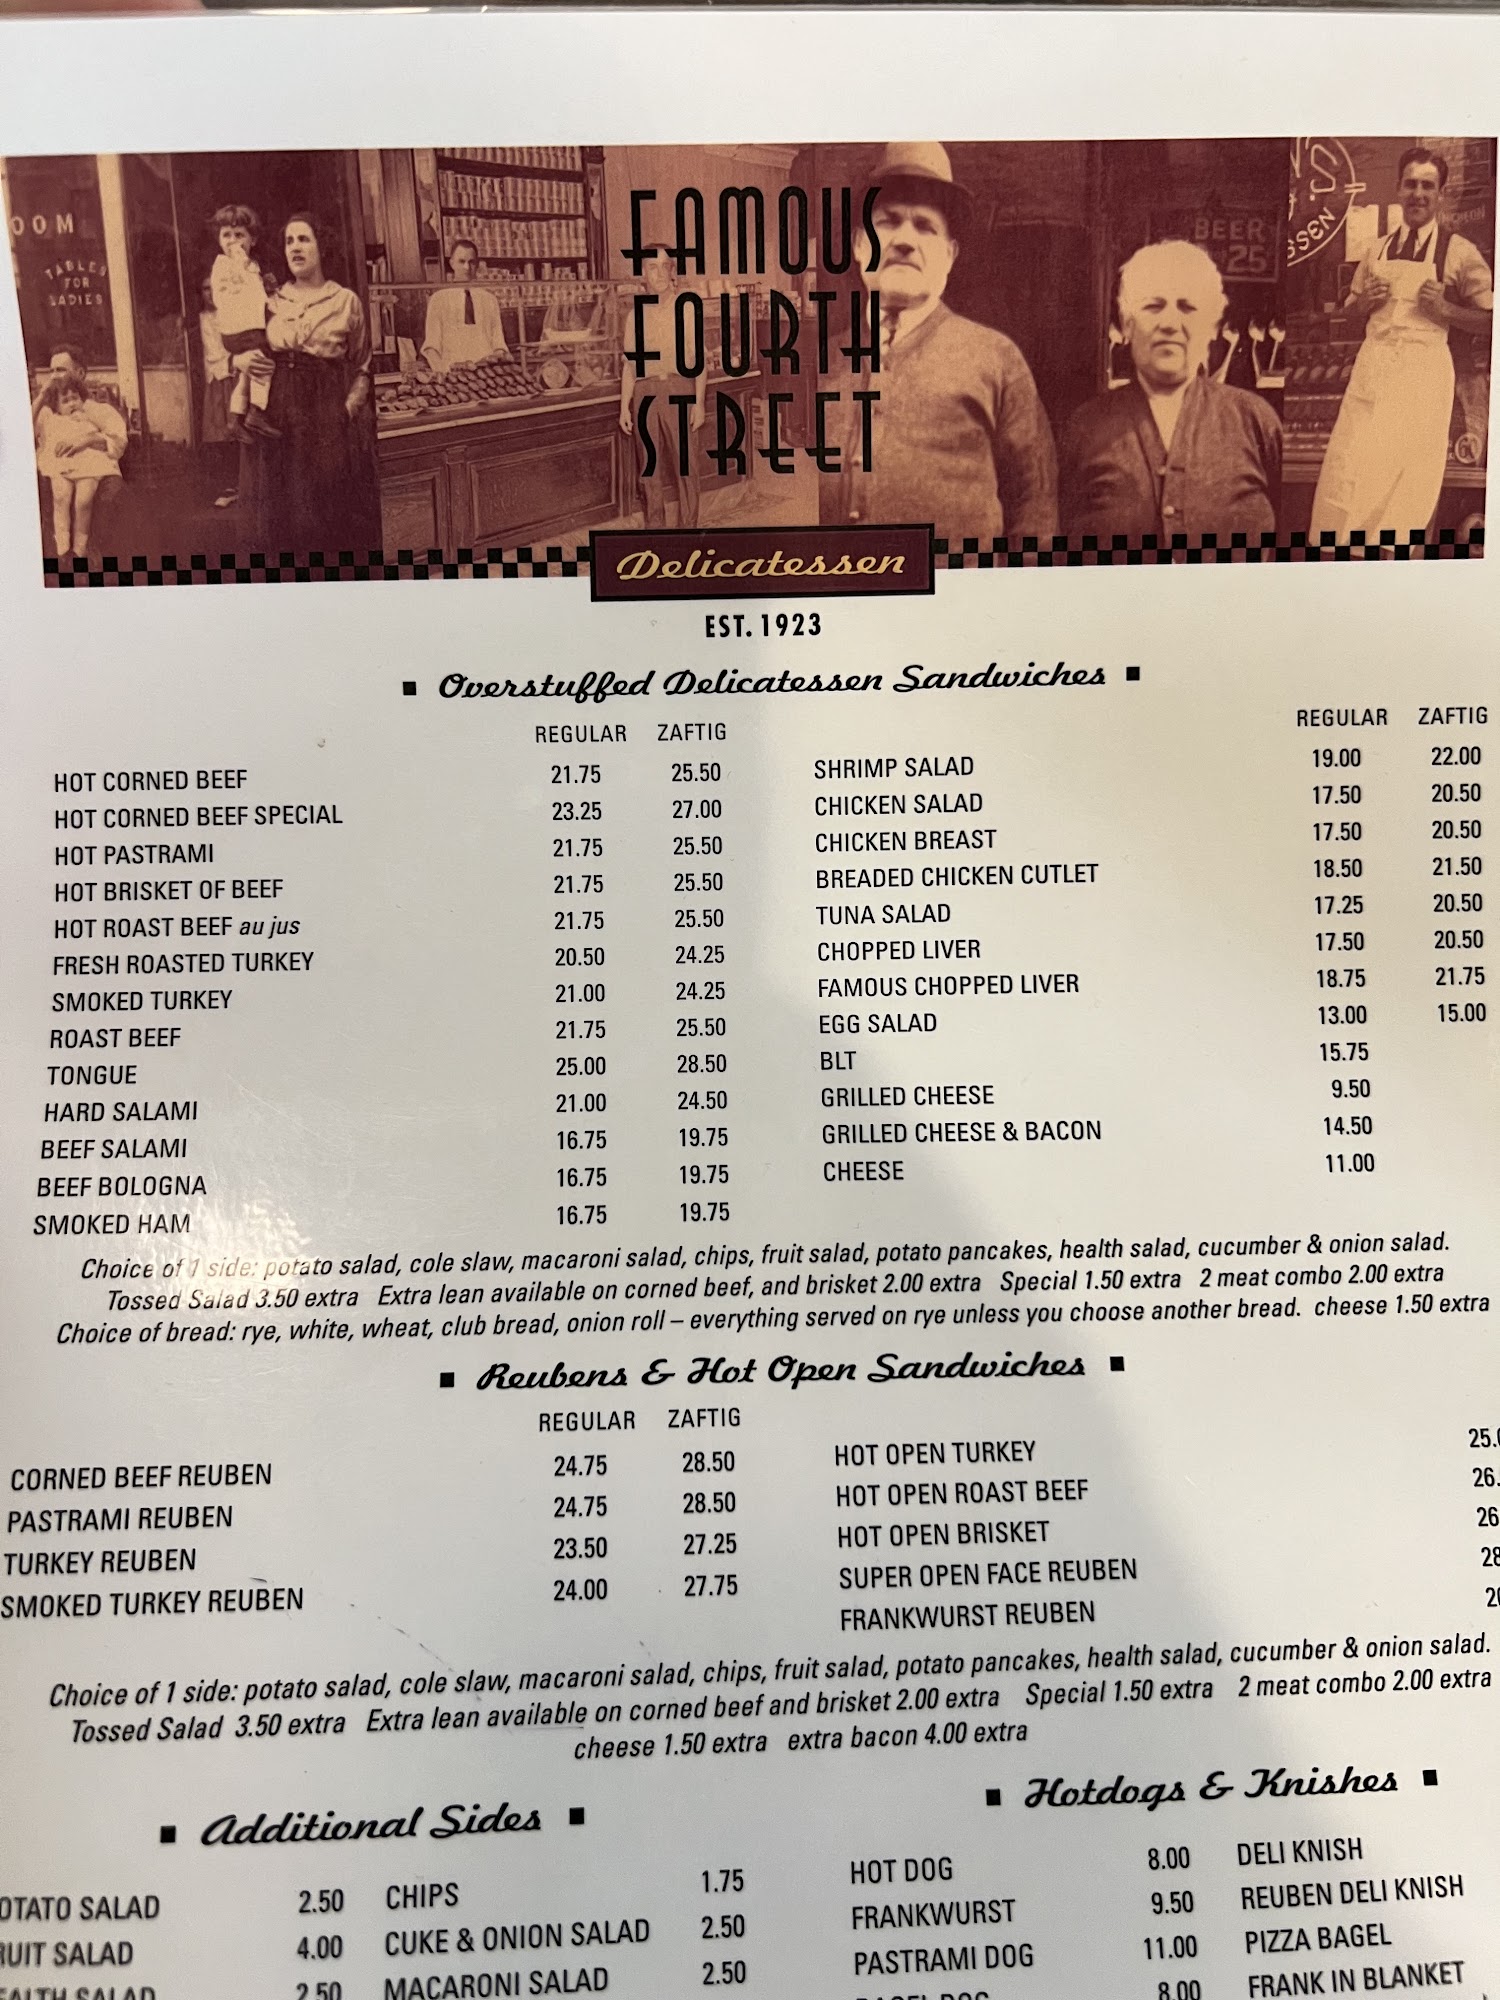 OOM
TABLES
FOR
LADIES
BEER
25
FAMOUS
FOURTH
STREET
Delicatessen
EST. 1923
Overstuffed Delicatessen Sandwiches
REGULAR ZAFTIG
HOT CORNED BEEF 21.75 25.50
HOT CORNED BEEF SPECIAL 23.25 27.00
HOT PASTRAMI 21.75 25.50
HOT BRISKET OF BEEF 21.75 25.50
HOT ROAST BEEF au jus 21.75 25.50
FRESH ROASTED TURKEY 20.50 24.25
SMOKED TURKEY 21.00 24.25
ROAST BEEF 21.75 25.50
TONGUE 25.00 28.50
HARD SALAMI 21.00 24.50
BEEF SALAMI 16.75 19.75
BEEF BOLOGNA 16.75 19.75
SMOKED HAM 16.75 19.75
REGULAR ZAFTIG
SHRIMP SALAD 19.00 22.00
CHICKEN SALAD 17.50 20.50
CHICKEN BREAST 17.50 20.50
BREADED CHICKEN CUTLET 18.50 21.50
TUNA SALAD 17.25 20.50
CHOPPED LIVER 17.50 20.50
FAMOUS CHOPPED LIVER 18.75 21.75
EGG SALAD 13.00 15.00
BLT 15.75
GRILLED CHEESE 9.50
GRILLED CHEESE & BACON 14.50
CHEESE 11.00
Choice of 1 side: potato salad, cole slaw, macaroni salad, chips, fruit salad, potato pancakes, health salad, cucumber & onion salad.
Tossed Salad 3.50 extra Extra lean available on corned beef, and brisket 2.00 extra Special 1.50 extra 2 meat combo 2.00 extra
Choice of bread: rye, white, wheat, club bread, onion roll – everything served on rye unless you choose another bread. cheese 1.50 extra
Reubens & Hot Open Sandwiches
REGULAR ZAFTIG
CORNED BEEF REUBEN 24.75 28.50
PASTRAMI REUBEN 24.75 28.50
TURKEY REUBEN 23.50 27.25
SMOKED TURKEY REUBEN 24.00 27.75
HOT OPEN TURKEY 25.
HOT OPEN ROAST BEEF 26.
HOT OPEN BRISKET 26
SUPER OPEN FACE REUBEN 28
FRANKWURST REUBEN
Choice of 1 side: potato salad, cole slaw, macaroni salad, chips, fruit salad, potato pancakes, health salad, cucumber & onion salad.
Tossed Salad 3.50 extra Extra lean available on corned beef and brisket 2.00 extra Special 1.50 extra 2 meat combo 2.00 extra
cheese 1.50 extra extra bacon 4.00 extra
Additional Sides
OTATO SALAD 2.50 CHIPS 1.75
RUIT SALAD 4.00 CUKE & ONION SALAD 2.50
EALTH SALAD 2.50 MACARONI SALAD 2.50
Hotdogs & Knishes
HOT DOG 8.00 DELI KNISH
FRANKWURST 9.50 REUBEN DELI KNISH
PASTRAMI DOG 11.00 PIZZA BAGEL
8.00 FRANK IN BLANKET